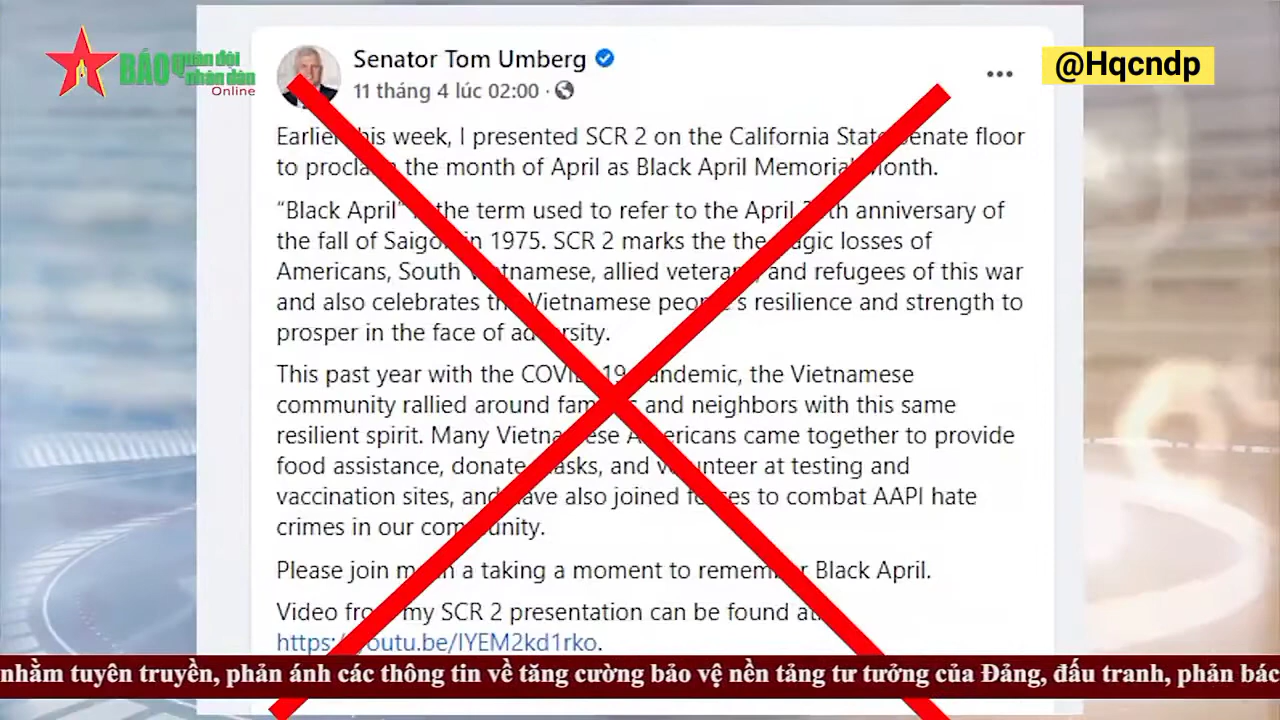 BÁO Quân đội
nhân dân
Online
@Hqcndp
Senator Tom Umberg
11 tháng 4 lúc 02:00 ·
Earlier this week, I presented SCR 2 on the California State Senate floor
to proclaim the month of April as Black April Memorial Month.
“Black April” is the term used to refer to the April 30th anniversary of
the fall of Saigon in 1975. SCR 2 marks the the tragic losses of
Americans, South Vietnamese, allied veterans, and refugees of this war
and also celebrates the Vietnamese people's resilience and strength to
prosper in the face of adversity.
This past year with the COVID-19 pandemic, the Vietnamese
community rallied around families and neighbors with this same
resilient spirit. Many Vietnamese Americans came together to provide
food assistance, donate masks, and volunteer at testing and
vaccination sites, and have also joined forces to combat AAPI hate
crimes in our community.
Please join me in a taking a moment to remember Black April.
Video from my SCR 2 presentation can be found at:
https://youtu.be/IYEM2kd1rko.
nhằm tuyên truyền, phản ánh các thông tin về tăng cường bảo vệ nền tảng tư tưởng của Đảng, đấu tranh, phản bác